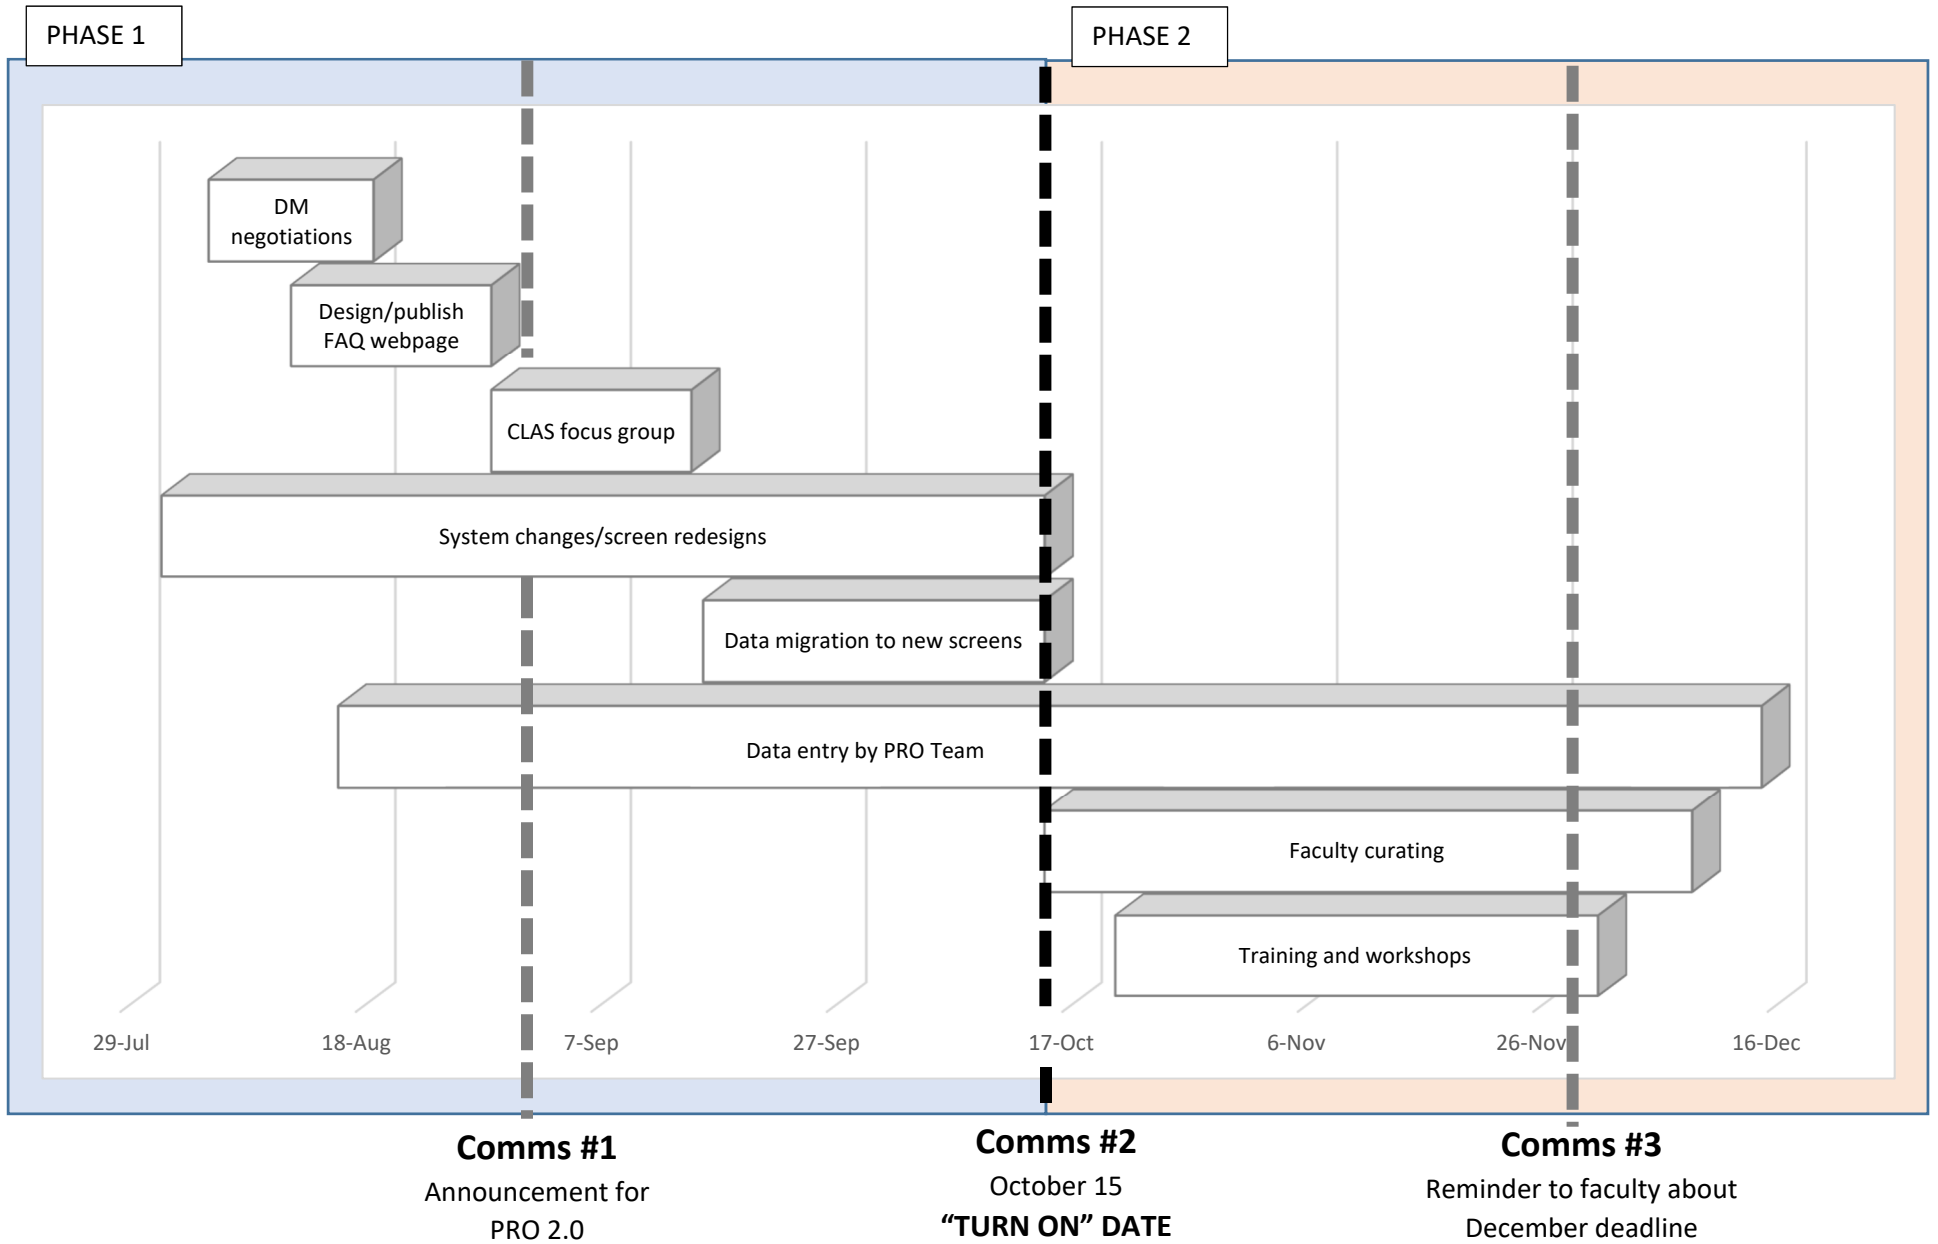 PHASE 1
PHASE 2
DM
negotiations
Design/publish
FAQ webpage
CLAS focus group
System changes/screen redesigns
Data migration to new screens
Data entry by PRO Team
Faculty curating
Training and workshops
29-Jul
18-Aug
7-Sep
27-Sep
17-Oct
6-Nov
26-Nov
16-Dec
Comms #1
Announcement for
PRO 2.0
Comms #2
October 15
“TURN ON” DATE
Comms #3
Reminder to faculty about
December deadline